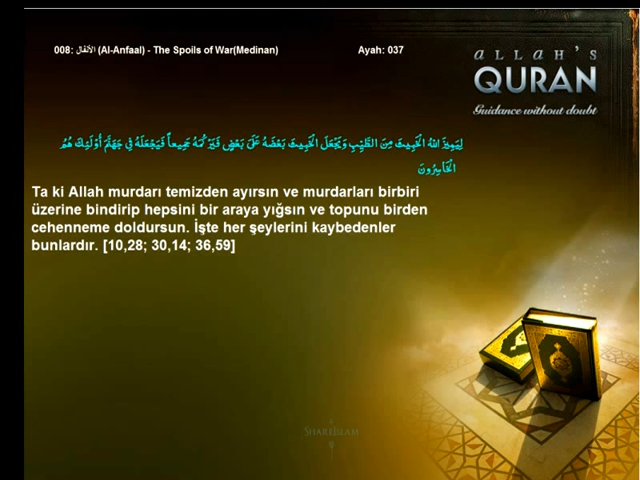 008: الأنفال (Al-Anfaal) - The Spoils of War(Medinan) Ayah: 037
ALLAH'S
QURAN
Guidance without doubt
لِيَمِيزَ اللَّهُ الْخَبِيثَ مِنَ الطَّيِّبِ وَيَجْعَلَ الْخَبِيثَ بَعْضَهُ عَلَىٰ بَعْضٍ فَيَرْكُمَهُ جَمِيعاً فَيَجْعَلَهُ فِي جَهَنَّمَ أُوْلَئِكَ هُمُ
الْخَاسِرُونَ
Ta ki Allah murdarı temizden ayırsın ve murdarları birbiri
üzerine bindirip hepsini bir araya yığsın ve topunu birden
cehenneme doldursun. İşte her şeylerini kaybedenler
bunlardır. [10,28; 30,14; 36,59]
SHAREISLAM